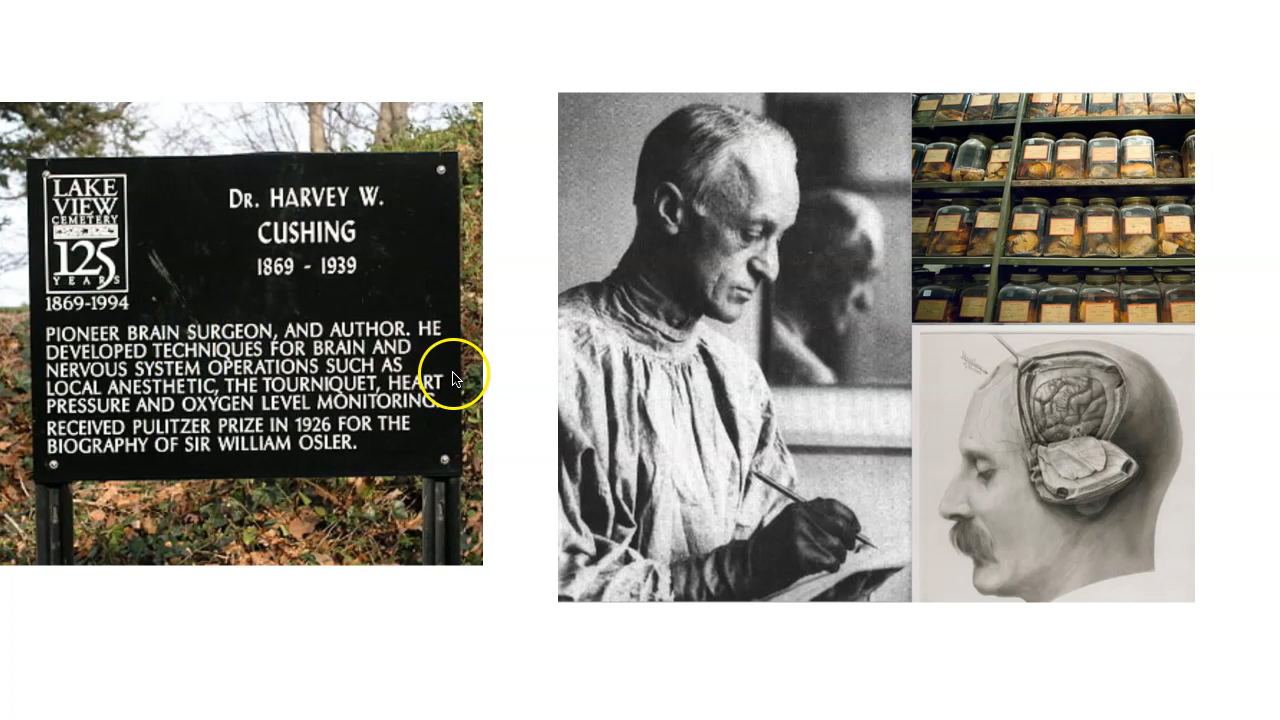 LAKE
VIEW
CEMETERY
125
YEARS
1869-1994
DR. HARVEY W.
CUSHING
1869 - 1939
PIONEER BRAIN SURGEON, AND AUTHOR. HE
DEVELOPED TECHNIQUES FOR BRAIN AND
NERVOUS SYSTEM OPERATIONS SUCH AS
LOCAL ANESTHETIC, THE TOURNIQUET, HEART
PRESSURE AND OXYGEN LEVEL MONITORING.
RECEIVED PULITZER PRIZE IN 1926 FOR THE
BIOGRAPHY OF SIR WILLIAM OSLER.